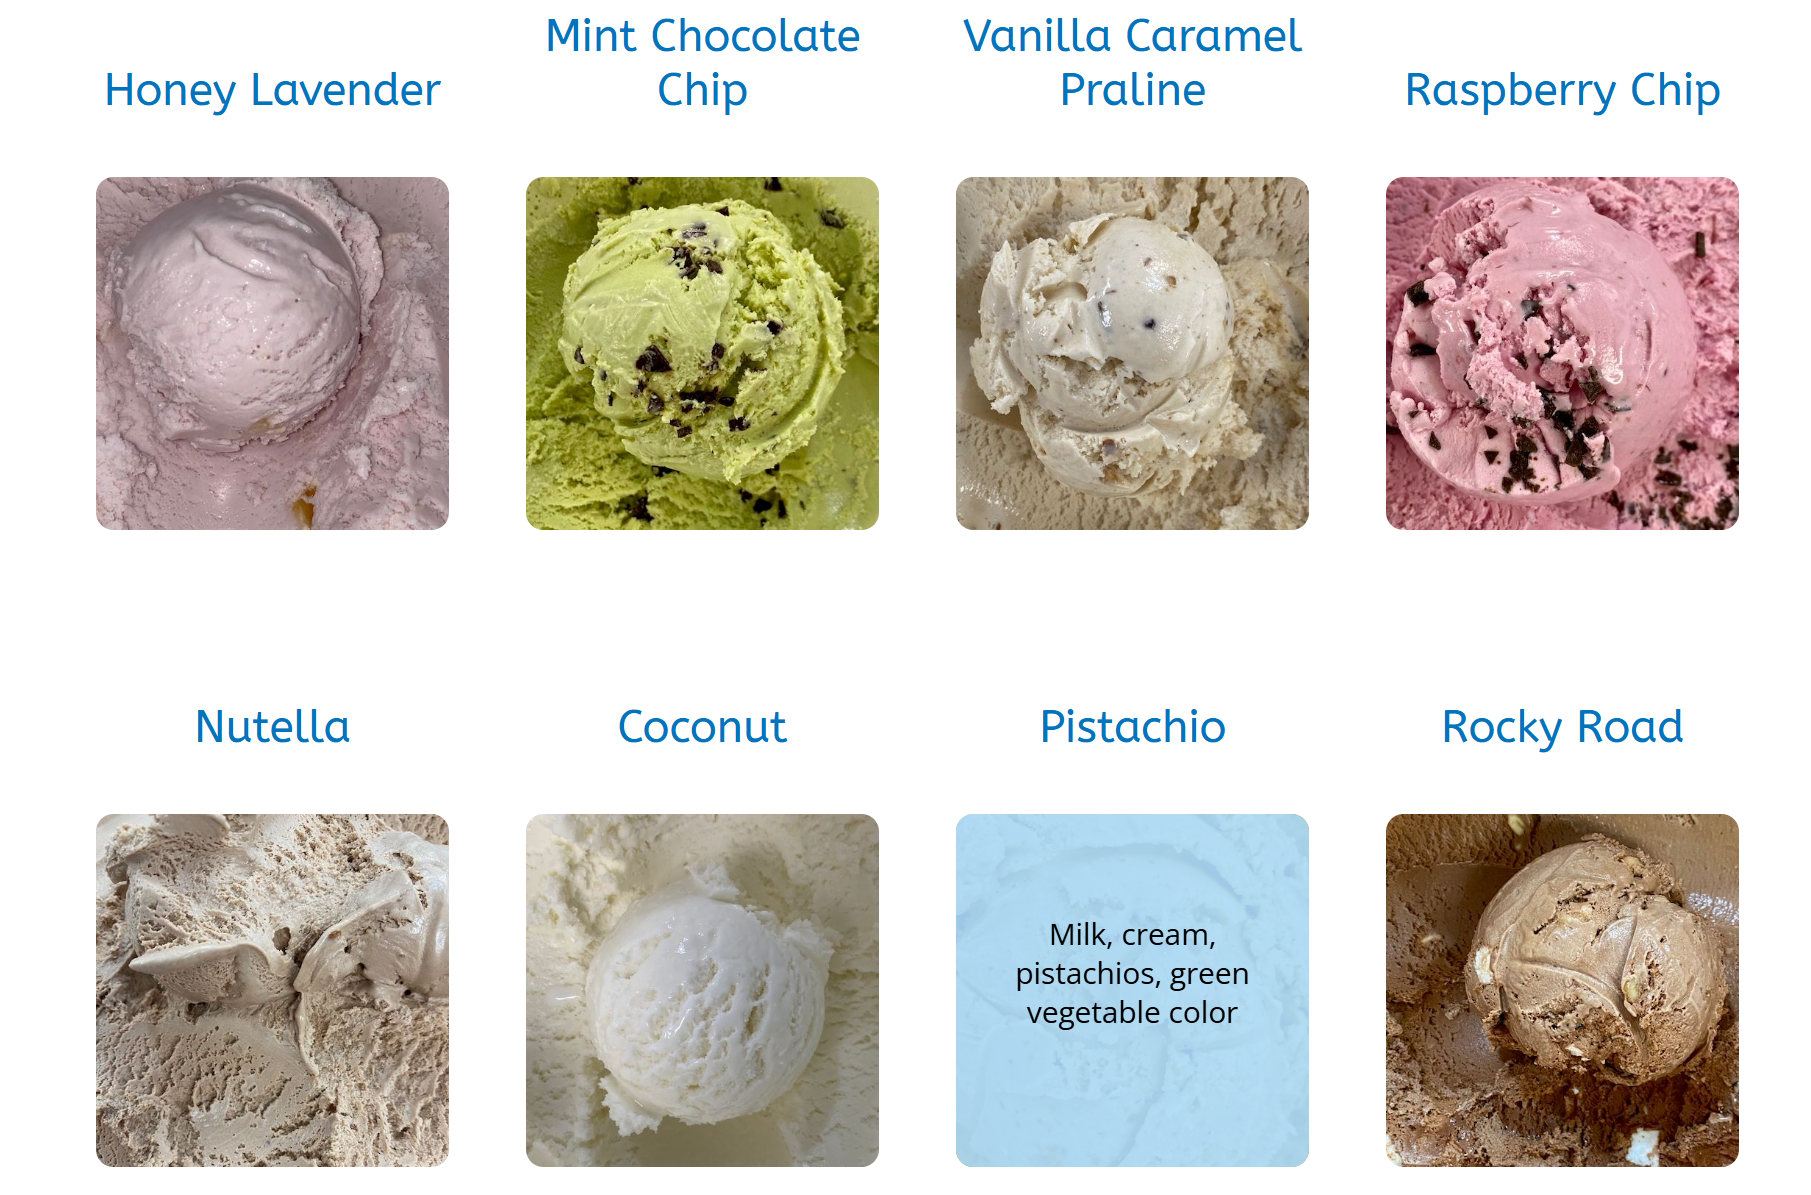 Honey Lavender
Mint Chocolate
Chip
Vanilla Caramel
Praline
Raspberry Chip
Nutella
Coconut
Pistachio
Rocky Road
Milk, cream,
pistachios, green
vegetable color